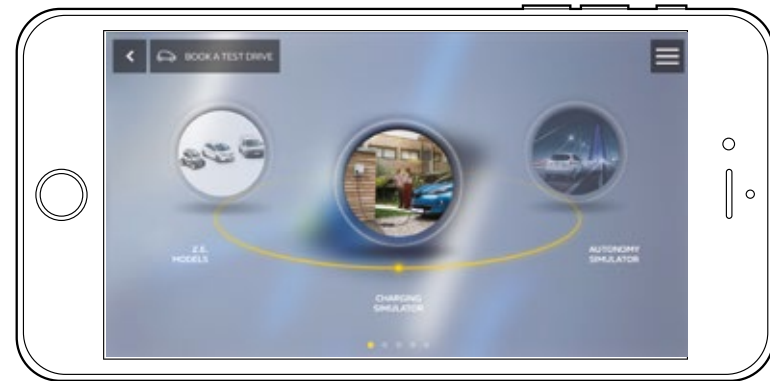 BOOK A TEST DRIVE
Z.E.
MODELS
AUTONOMY
SIMULATOR
CHARGING
SIMULATOR